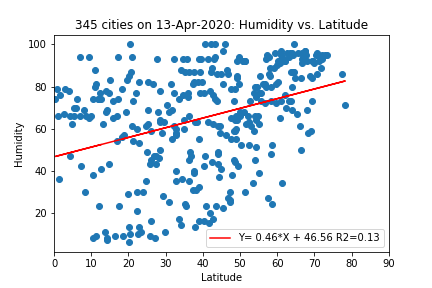 345 cities on 13-Apr-2020: Humidity vs. Latitude
100
80
60
40
20
Humidity
0 10 20 30 40 50 60 70 80 90
Latitude
Y= 0.46*X + 46.56 R2=0.13